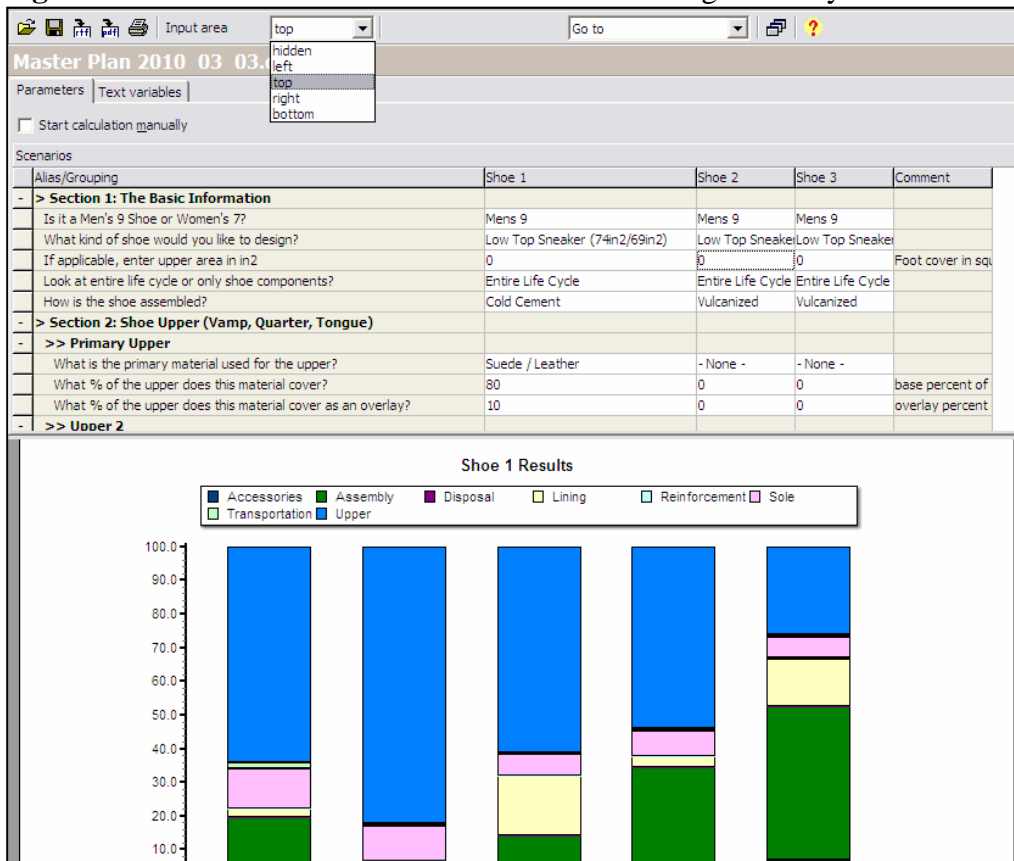 Input area top Go to
hidden
left
top
right
bottom
Master Plan 2010 03 03.
Parameters Text variables
Start calculation manually
Scenarios
Alias/Grouping Shoe 1 Shoe 2 Shoe 3 Comment
- > Section 1: The Basic Information
Is it a Men's 9 Shoe or Women's 7? Mens 9 Mens 9 Mens 9
What kind of shoe would you like to design? Low Top Sneaker (74in2/69in2) Low Top Sneaker Low Top Sneaker
If applicable, enter upper area in in2 0 0 0 Foot cover in squ
Look at entire life cycle or only shoe components? Entire Life Cycle Entire Life Cycle Entire Life Cycle
How is the shoe assembled? Cold Cement Vulcanized Vulcanized
- > Section 2: Shoe Upper (Vamp, Quarter, Tongue)
- >> Primary Upper
What is the primary material used for the upper? Suede / Leather - None - - None -
What % of the upper does this material cover? 80 0 0 base percent of
What % of the upper does this material cover as an overlay? 10 0 0 overlay percent
- >> Upper 2
Shoe 1 Results
Accessories Assembly Disposal Lining Reinforcement Sole
Transportation Upper
100.0
90.0
80.0
70.0
60.0
50.0
40.0
30.0
20.0
10.0